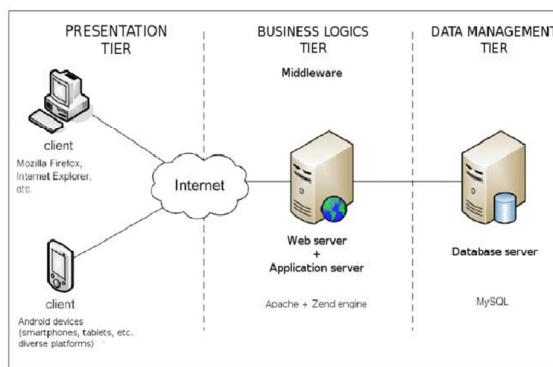 PRESENTATION
TIER
BUSINESS LOGICS
TIER
DATA MANAGEMENT
TIER
Middleware
client
Mozilla Firefox,
Internet Explorer,
etc.
Internet
Web server
+
Application server
Apache + Zend engine
Database server
MySQL
client
Android devices
(smartphones, tablets, etc.
diverse platforms)